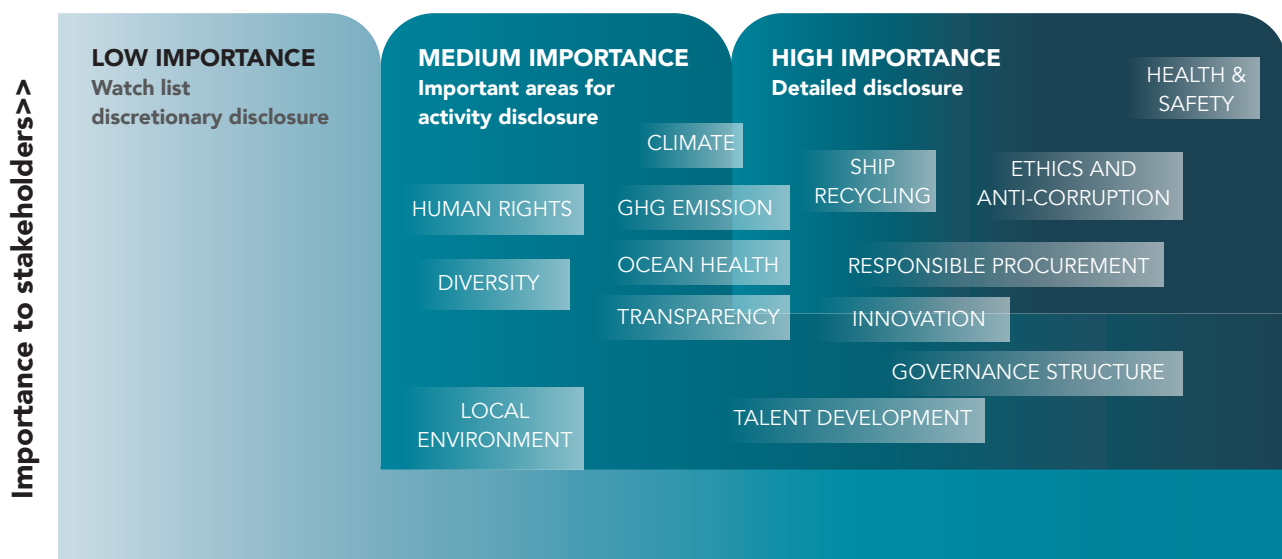 Importance to stakeholders>>
LOW IMPORTANCE
Watch list
discretionary disclosure
MEDIUM IMPORTANCE
Important areas for
activity disclosure
HIGH IMPORTANCE
Detailed disclosure
HEALTH &
SAFETY
CLIMATE
SHIP
RECYCLING
ETHICS AND
ANTI-CORRUPTION
HUMAN RIGHTS
GHG EMISSION
OCEAN HEALTH
RESPONSIBLE PROCUREMENT
DIVERSITY
TRANSPARENCY
INNOVATION
GOVERNANCE STRUCTURE
LOCAL
ENVIRONMENT
TALENT DEVELOPMENT